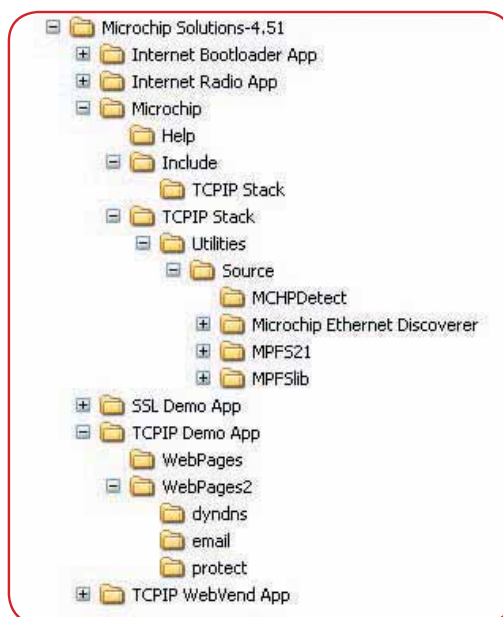 Microchip Solutions-4.51
Internet Bootloader App
Internet Radio App
Microchip
Help
Include
TCPIP Stack
TCPIP Stack
Utilities
Source
MCHPDetect
Microchip Ethernet Discoverer
MPFS21
MPFSlib
SSL Demo App
TCPIP Demo App
WebPages
WebPages2
dyndns
email
protect
TCPIP WebVend App